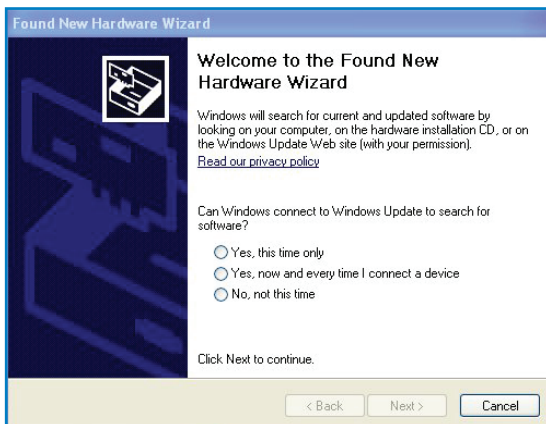 Found New Hardware Wizard
Welcome to the Found New
Hardware Wizard
Windows will search for current and updated software by
looking on your computer, on the hardware installation CD, or on
the Windows Update Web site (with your permission).
Read our privacy policy
Can Windows connect to Windows Update to search for
software?
Yes, this time only
Yes, now and every time I connect a device
No, not this time
Click Next to continue.
< Back Next > Cancel